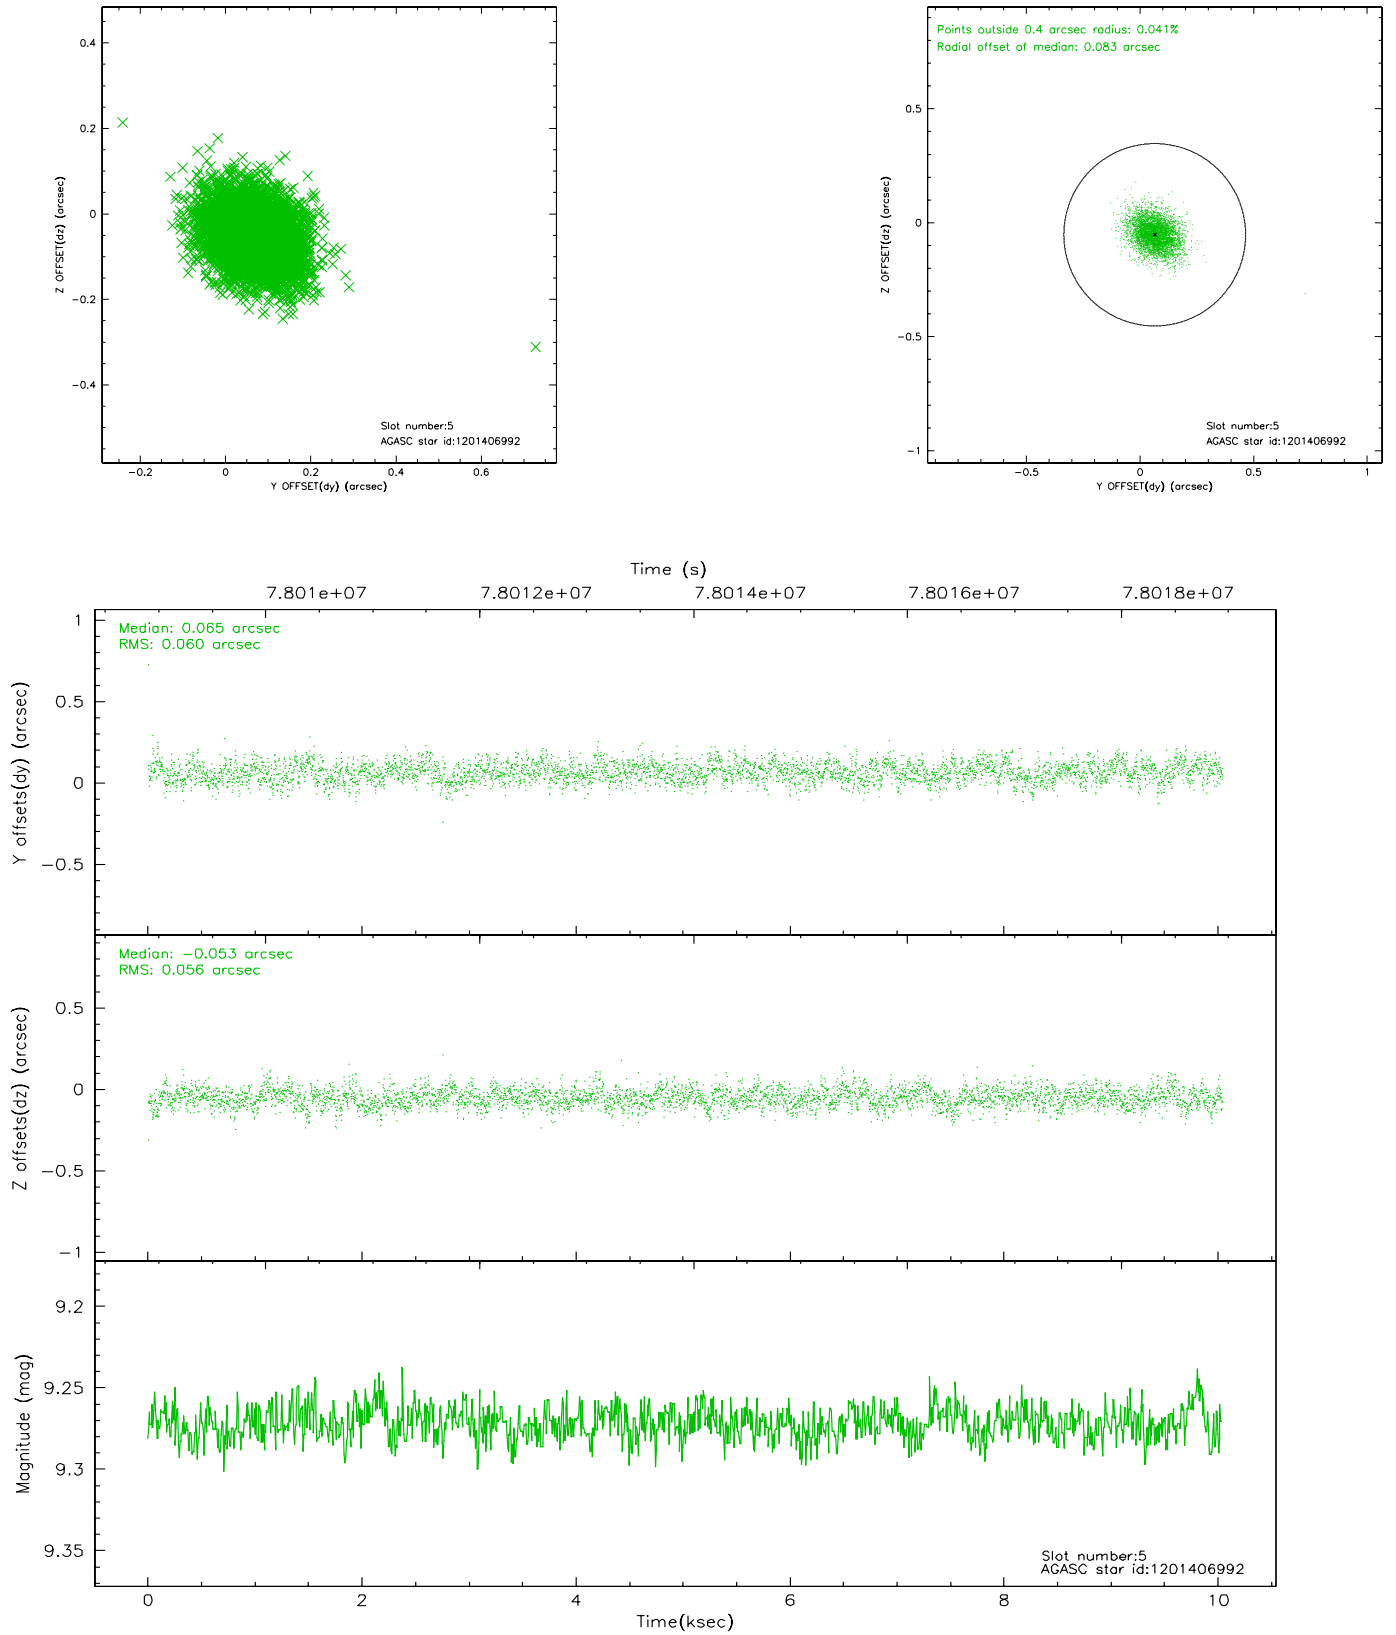 0.4
0.2
0
−0.2
−0.4
Z OFFSET(dz) (arcsec)
Slot number:5
AGASC star id:1201406992
−0.2 0 0.2 0.4 0.6
Y OFFSET(dy) (arcsec)
Points outside 0.4 arcsec radius: 0.041%
Radial offset of median: 0.083 arcsec
0.5
0
−0.5
−1
Z OFFSET(dz) (arcsec)
Slot number:5
AGASC star id:1201406992
−0.5 0 0.5 1
Y OFFSET(dy) (arcsec)
Time (s)
7.801e+07 7.8012e+07 7.8014e+07 7.8016e+07 7.8018e+07
Median: 0.065 arcsec
RMS: 0.060 arcsec
1
0.5
0
−0.5
Y offsets(dy) (arcsec)
Median: −0.053 arcsec
RMS: 0.056 arcsec
0.5
0
−0.5
−1
Z offsets(dz) (arcsec)
9.2
9.25
9.3
9.35
Magnitude (mag)
Slot number:5
AGASC star id:1201406992
0 2 4 6 8 10
Time(ksec)